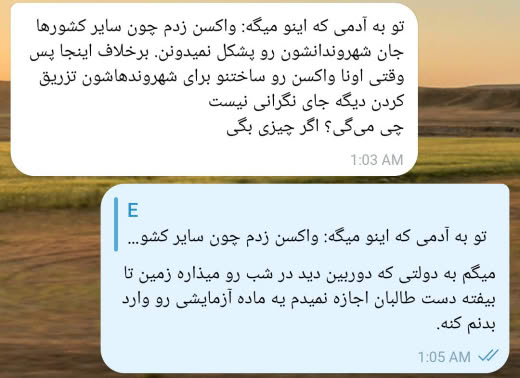 تو به آدمی که اینو میگه: واکسن زدم چون سایر کشورها
جان شهروندانشون رو پشکل نمیدونن. برخلاف اینجا پس
وقتی اونا واکسن رو ساختنو برای شهروندهاشون تزریق
کردن دیگه جای نگرانی نیست
چی می‌گی؟ اگر چیزی بگی
1:03 AM
E
تو به آدمی که اینو میگه: واکسن زدم چون سایر کشو...
میگم به دولتی که دوربین دید در شب رو میذاره زمین تا
بیفته دست طالبان اجازه نمیدم یه ماده آزمایشی رو وارد
بدنم کنه.
1:05 AM